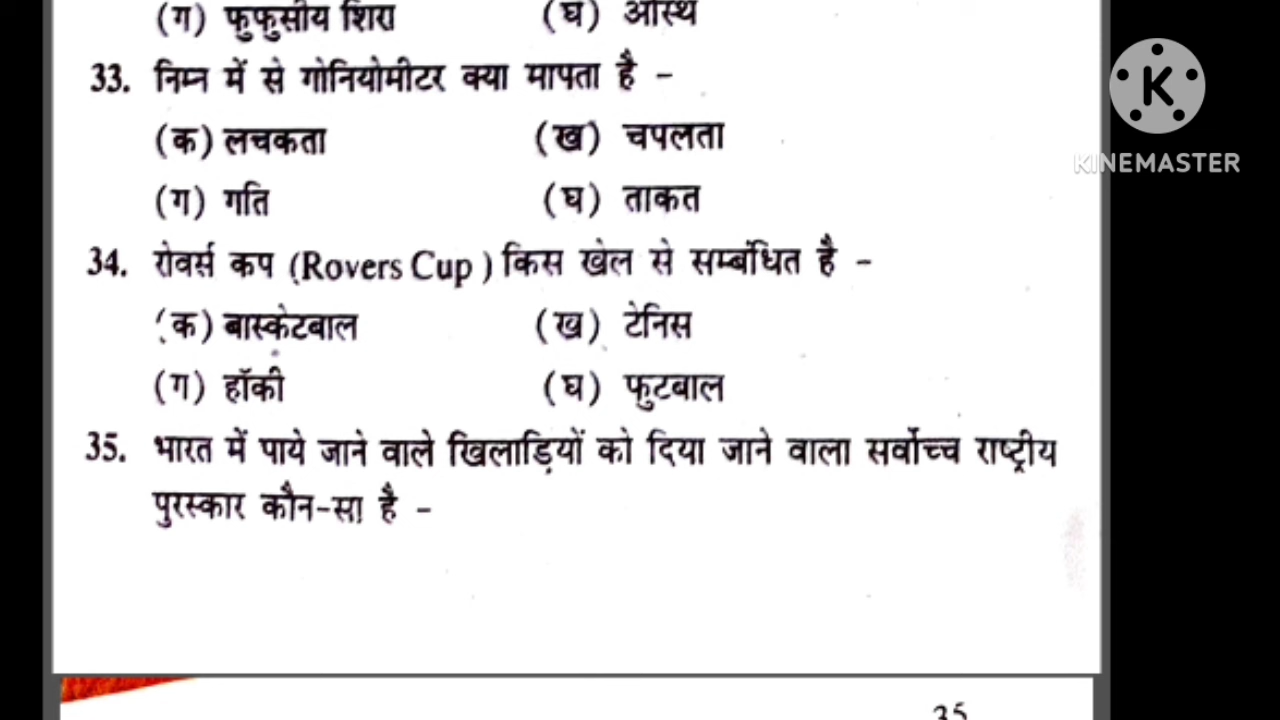 (ग) फुफुसीय शिरा (घ) अस्थि
33. निम्न में से गोनियोमीटर क्या मापता है -
(क) लचकता (ख) चपलता
(ग) गति (घ) ताकत
34. रोवर्स कप (Rovers Cup) किस खेल से सम्बंधित है -
(क) बास्केटबाल (ख) टेनिस
(ग) हॉकी (घ) फुटबाल
35. भारत में पाये जाने वाले खिलाड़ियों को दिया जाने वाला सर्वोच्च राष्ट्रीय
पुरस्कार कौन-सा है -
35
K
KINEMASTER